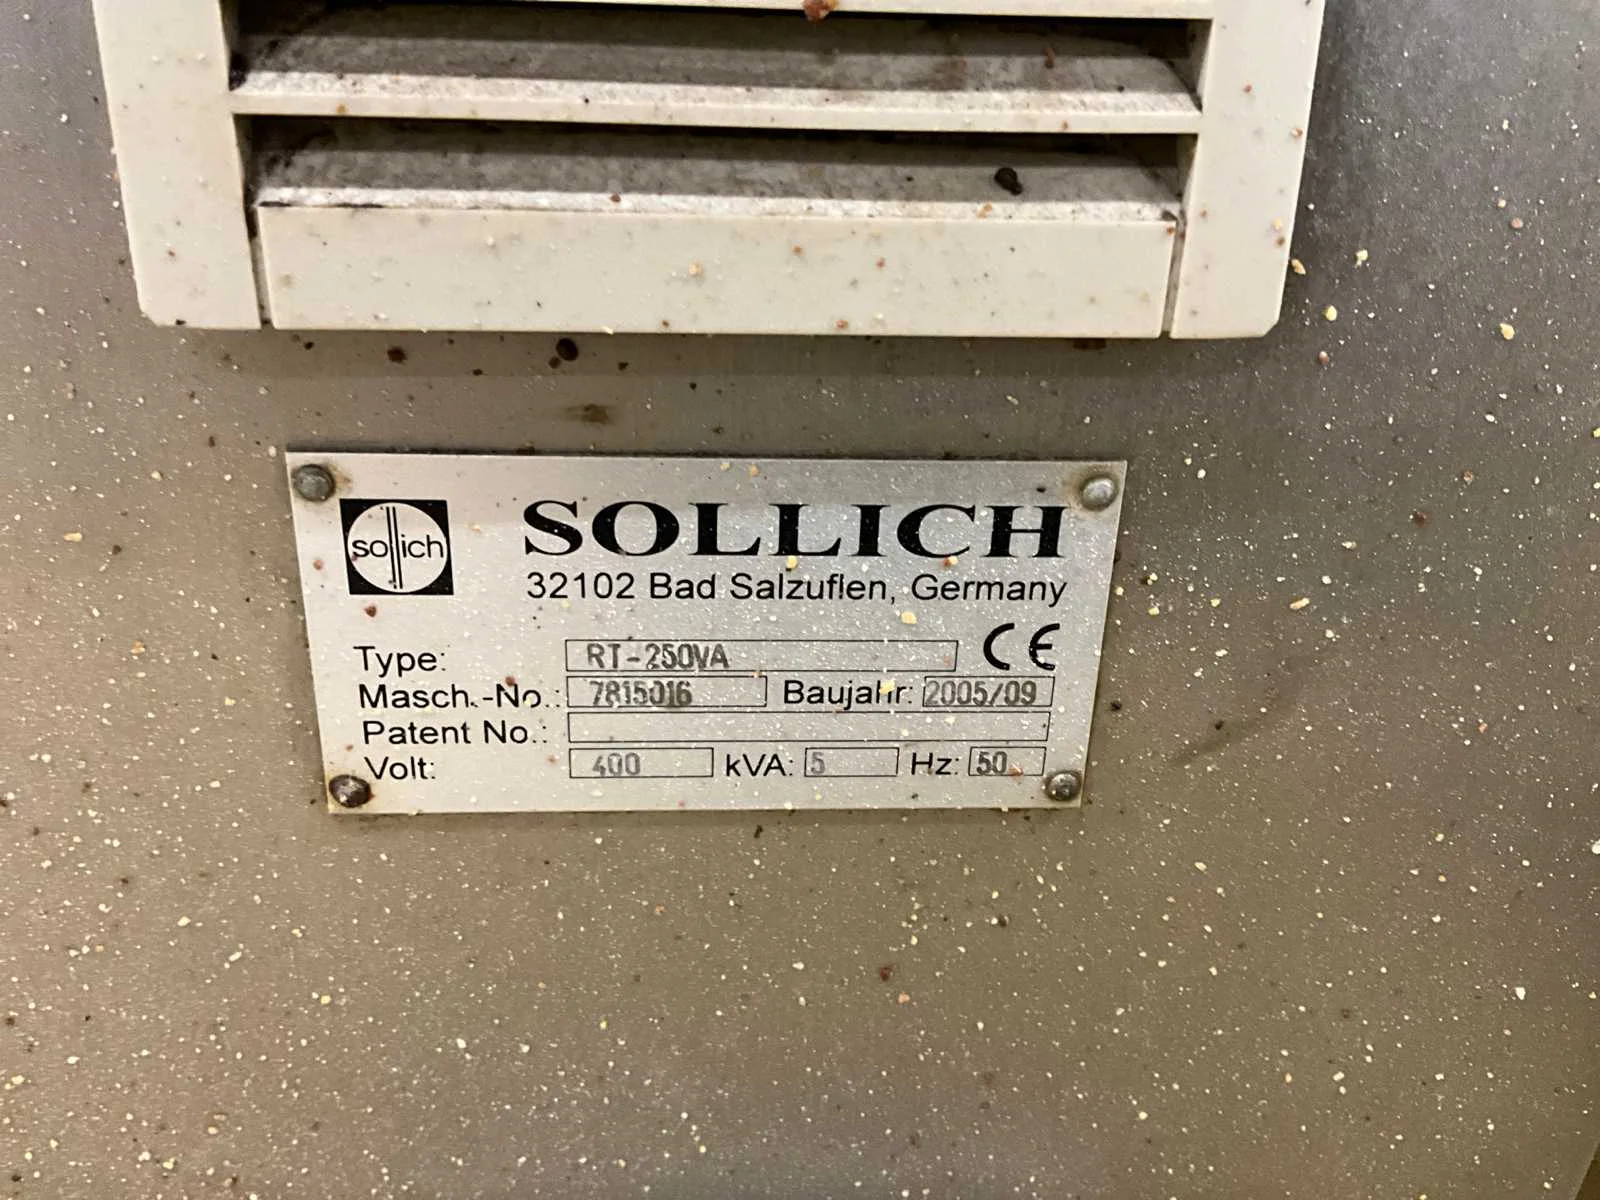 sollich
SOLLICH
32102 Bad Salzuflen, Germany
CE
Type: RT-250VA
Masch.-No.: 7815016 Baujahr: 2005/09
Patent No.:
Volt: 400 kVA: 5 Hz: 50